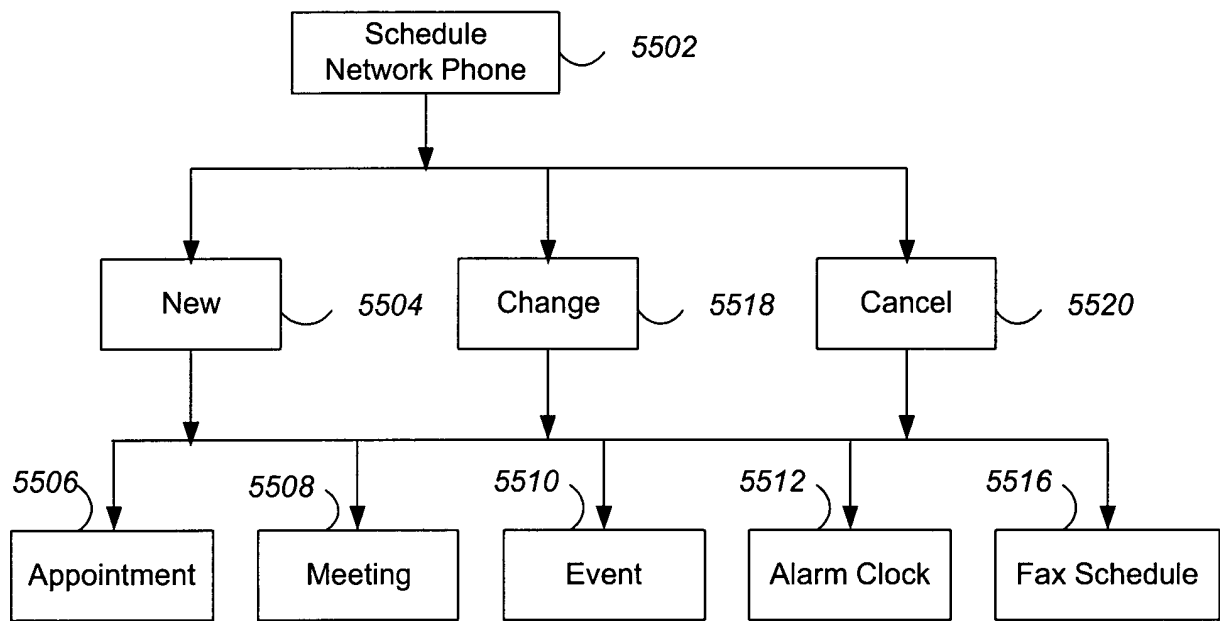 Schedule
Network Phone
5502
New
5504
Change
5518
Cancel
5520
5506
5508
5510
5512
5516
Appointment
Meeting
Event
Alarm Clock
Fax Schedule